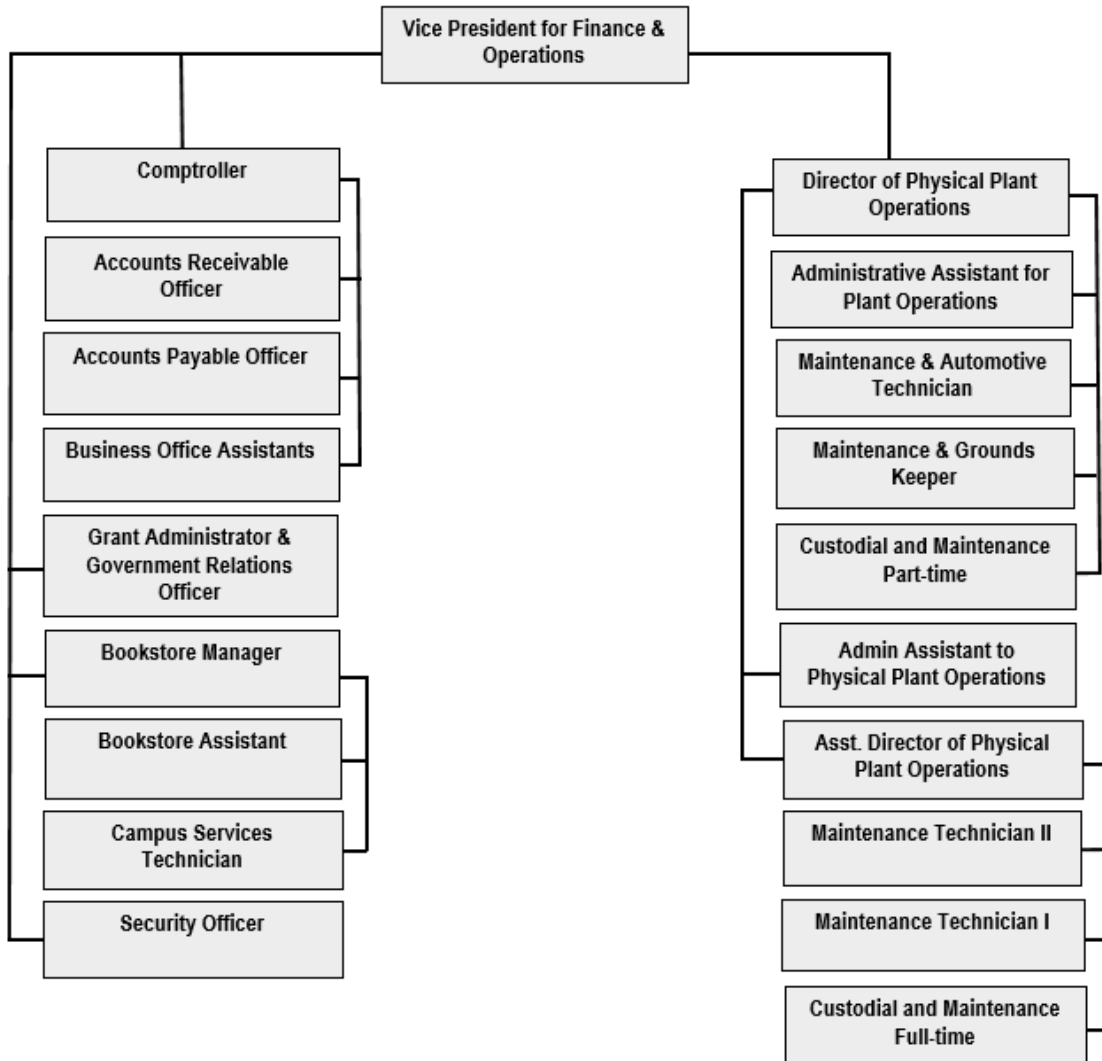 Vice President for Finance &
Operations
Comptroller
Accounts Receivable
Officer
Accounts Payable Officer
Business Office Assistants
Grant Administrator &
Government Relations
Officer
Bookstore Manager
Bookstore Assistant
Campus Services
Technician
Security Officer
Director of Physical Plant
Operations
Administrative Assistant for
Plant Operations
Maintenance & Automotive
Technician
Maintenance & Grounds
Keeper
Custodial and Maintenance
Part-time
Admin Assistant to
Physical Plant Operations
Asst. Director of Physical
Plant Operations
Maintenance Technician II
Maintenance Technician I
Custodial and Maintenance
Full-time